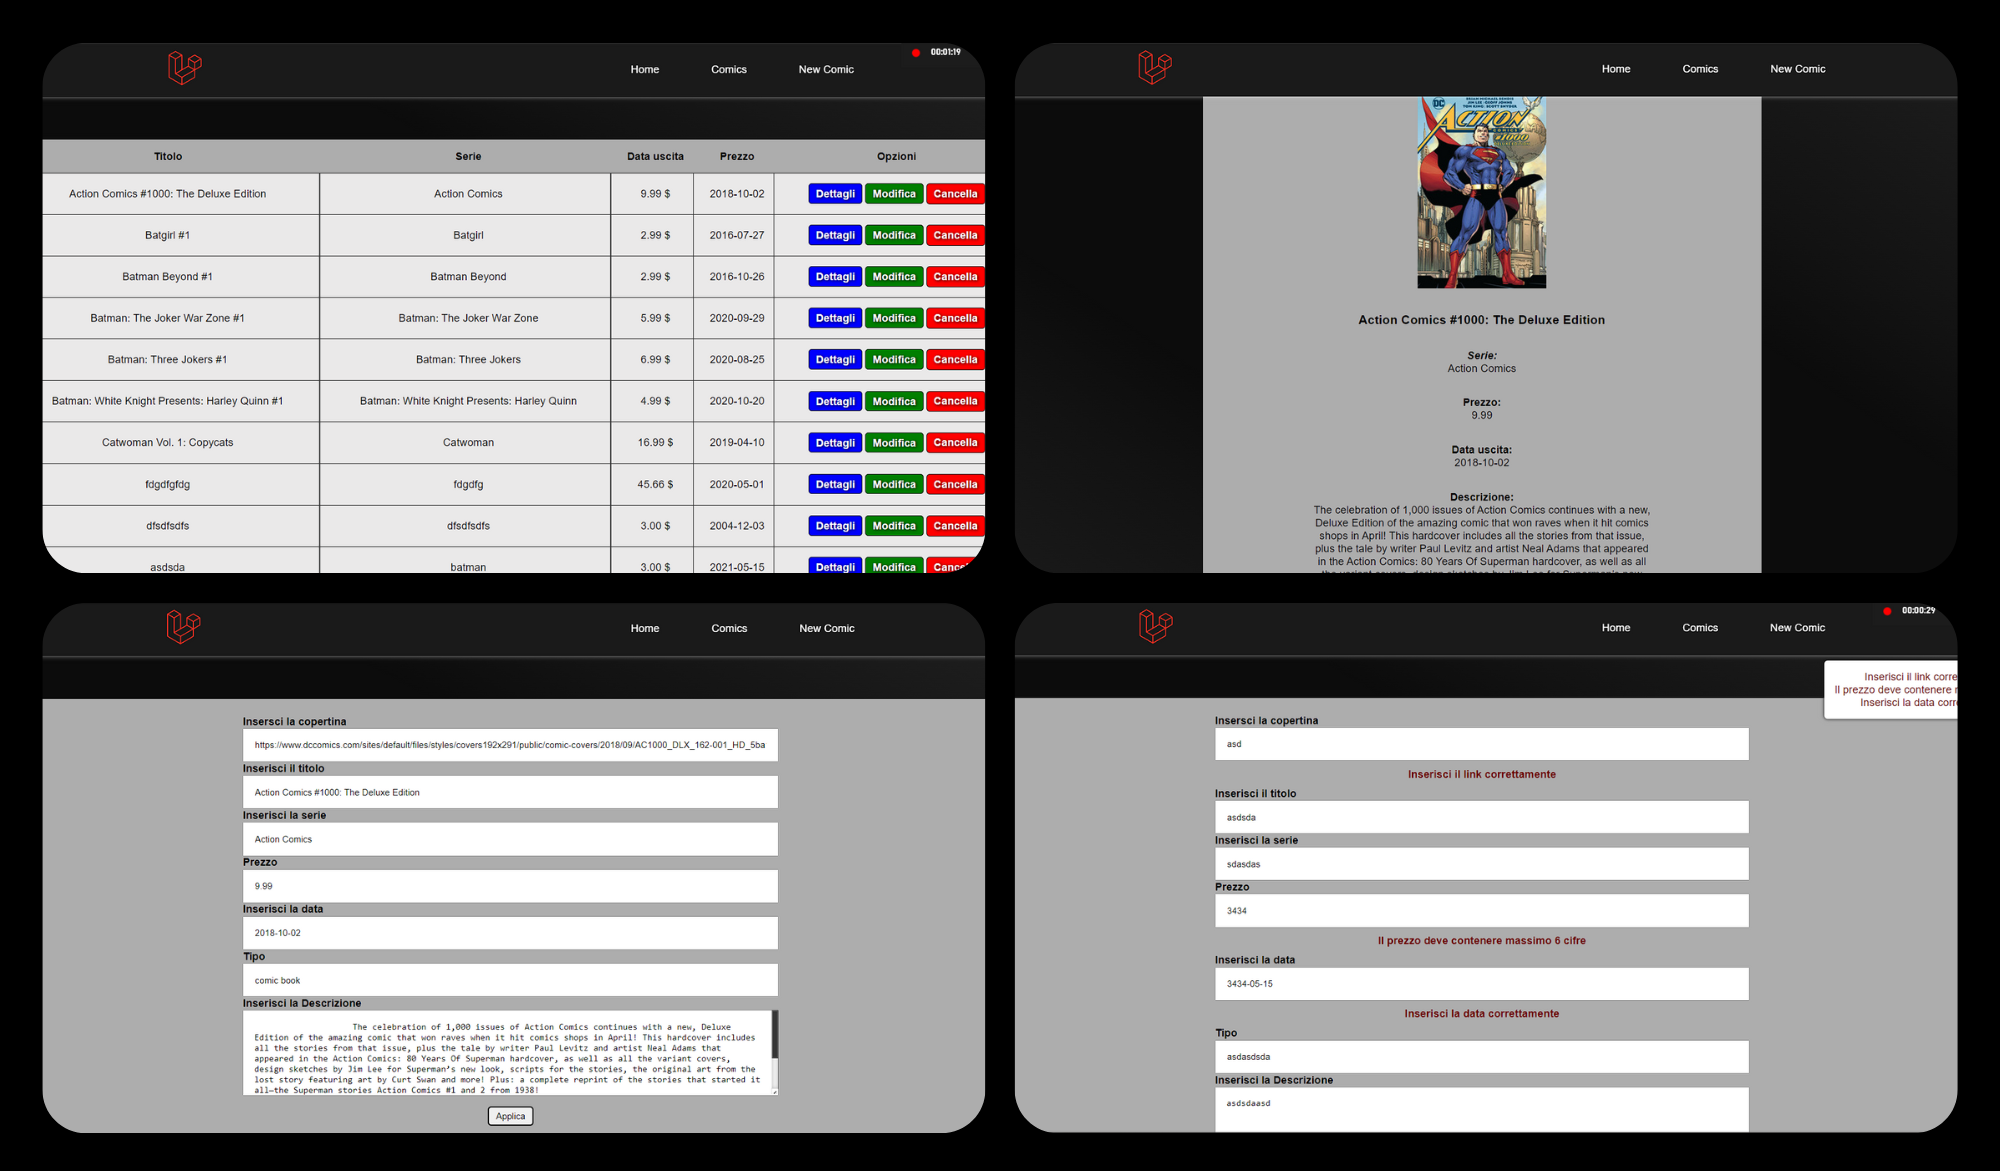 00:01:19
Home Comics New Comic
Titolo Serie Data uscita Prezzo Opzioni
Action Comics #1000: The Deluxe Edition Action Comics 9.99 $ 2018-10-02 Dettagli Modifica Cancella
Batgirl #1 Batgirl 2.99 $ 2016-07-27 Dettagli Modifica Cancella
Batman Beyond #1 Batman Beyond 2.99 $ 2016-10-26 Dettagli Modifica Cancella
Batman: The Joker War Zone #1 Batman: The Joker War Zone 5.99 $ 2020-09-29 Dettagli Modifica Cancella
Batman: Three Jokers #1 Batman: Three Jokers 6.99 $ 2020-08-25 Dettagli Modifica Cancella
Batman: White Knight Presents: Harley Quinn #1 Batman: White Knight Presents: Harley Quinn 4.99 $ 2020-10-20 Dettagli Modifica Cancella
Catwoman Vol. 1: Copycats Catwoman 16.99 $ 2019-04-10 Dettagli Modifica Cancella
fdgdfgfdg fdgdfg 45.66 $ 2020-05-01 Dettagli Modifica Cancella
dfsdfsdfs dfsdfsdfs 3.00 $ 2004-12-03 Dettagli Modifica Cancella
asdsda batman 3.00 $ 2021-05-15 Dettagli Modifica Cancella
Home Comics New Comic
DC
ACTION
COMICS
#1000
Action Comics #1000: The Deluxe Edition
Serie:
Action Comics
Prezzo:
9.99
Data uscita:
2018-10-02
Descrizione:
The celebration of 1,000 issues of Action Comics continues with a new,
Deluxe Edition of the amazing comic that won raves when it hit comics
shops in April! This hardcover includes all the stories from that issue,
plus the tale by writer Paul Levitz and artist Neal Adams that appeared
in the Action Comics: 80 Years Of Superman hardcover, as well as all
the variant covers, design sketches by Jim Lee for Superman's new
Home Comics New Comic
Insersci la copertina
https://www.dccomics.com/sites/default/files/styles/covers192x291/public/comic-covers/2018/09/AC1000_DLX_162-001_HD_5ba
Inserisci il titolo
Action Comics #1000: The Deluxe Edition
Inserisci la serie
Action Comics
Prezzo
9.99
Inserisci la data
2018-10-02
Tipo
comic book
Inserisci la Descrizione
The celebration of 1,000 issues of Action Comics continues with a new, Deluxe
Edition of the amazing comic that won raves when it hit comics shops in April! This hardcover includes
all the stories from that issue, plus the tale by writer Paul Levitz and artist Neal Adams that
appeared in the Action Comics: 80 Years Of Superman hardcover, as well as all the variant covers,
design sketches by Jim Lee for Superman's new look, scripts for the stories, the original art from the
lost story featuring art by Curt Swan and more! Plus: a complete reprint of the stories that started it
all—the Superman stories Action Comics #1 and 2 from 1938!
Applica
00:00:29
Home Comics New Comic
Inserisci il link corre
Il prezzo deve contenere
Inserisci la data corr
Insersci la copertina
asd
Inserisci il link correttamente
Inserisci il titolo
asdsda
Inserisci la serie
sdasdas
Prezzo
3434
Il prezzo deve contenere massimo 6 cifre
Inserisci la data
3434-05-15
Inserisci la data correttamente
Tipo
asdasdsda
Inserisci la Descrizione
asdsdaasd